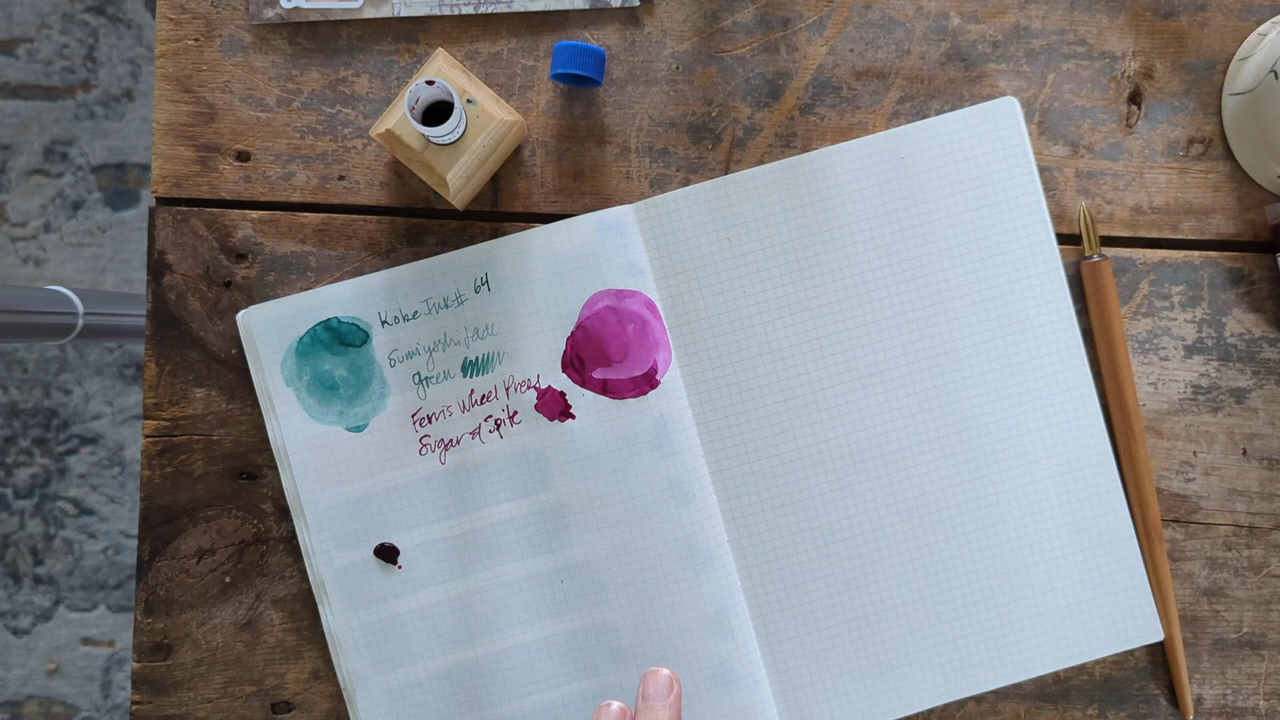 Kobe Ink# 64
Sumiyoshi jade
green
Ferris Wheel Press
Sugar & Spite